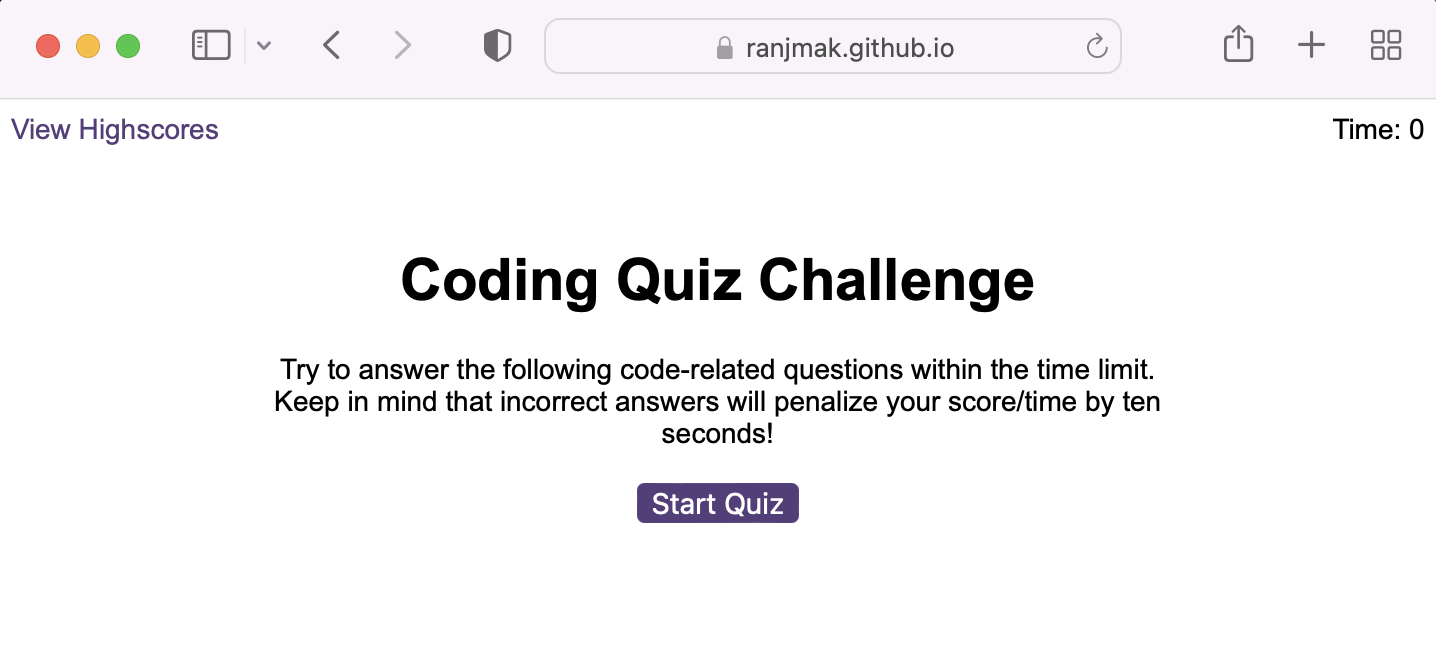 ranjmak.github.io
View Highscores
Time: 0
Coding Quiz Challenge
Try to answer the following code-related questions within the time limit.
Keep in mind that incorrect answers will penalize your score/time by ten
seconds!
Start Quiz